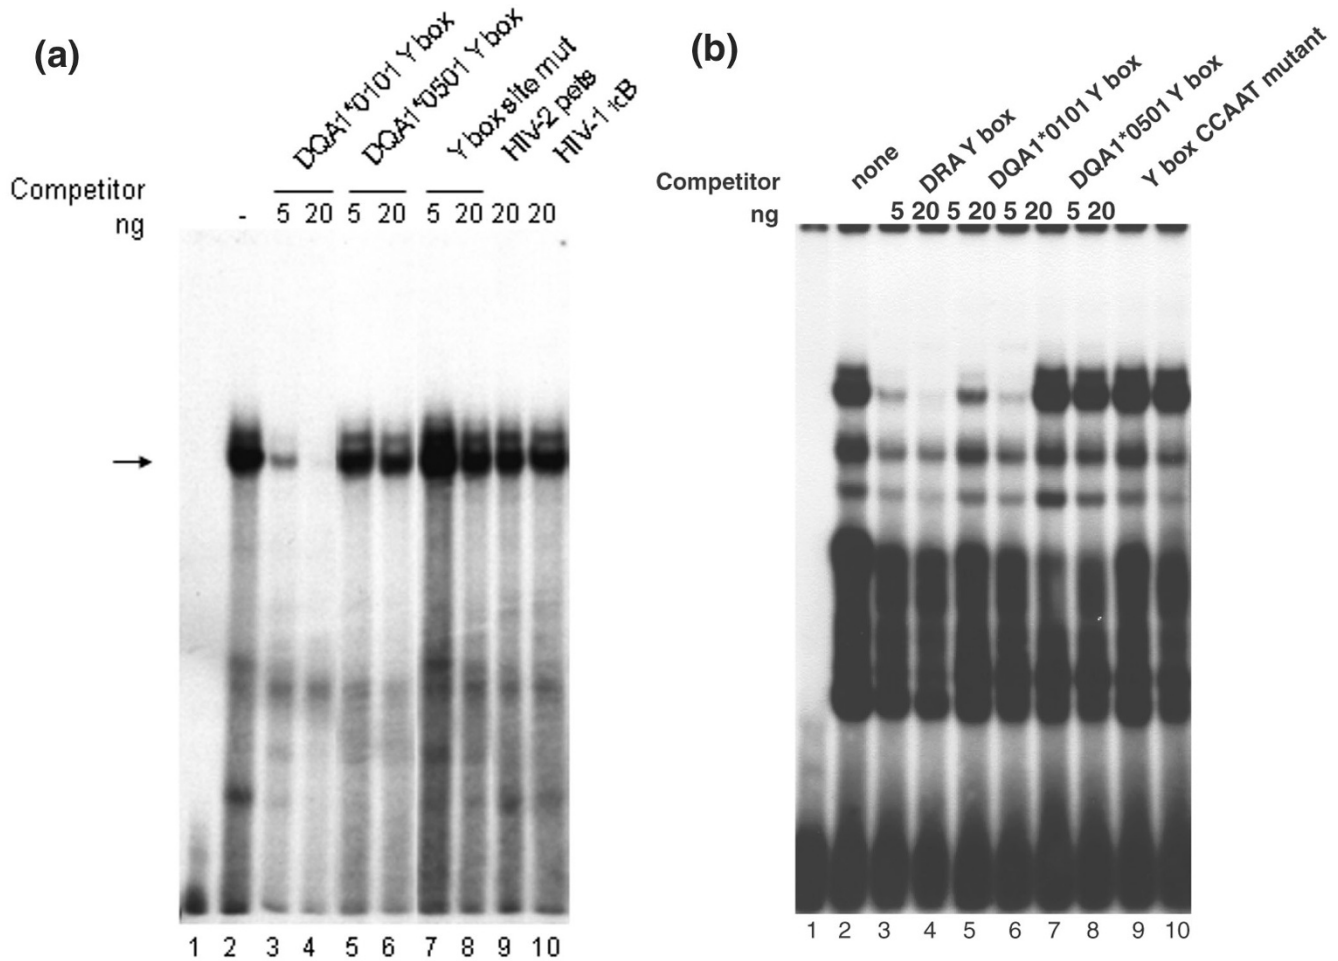 (a)
DQA1*0101 Y box
DQA1*0501 Y box
Y box site mut
HIV-2 pets
HIV-1 κB
Competitor
ng
- 5 20 5 20 5 20 20 20
1 2 3 4 5 6 7 8 9 10
(b)
none
DRA Y box
DQA1*0101 Y box
DQA1*0501 Y box
Y box CCAAT mutant
Competitor
ng
5 20 5 20 5 20 5 20
1 2 3 4 5 6 7 8 9 10